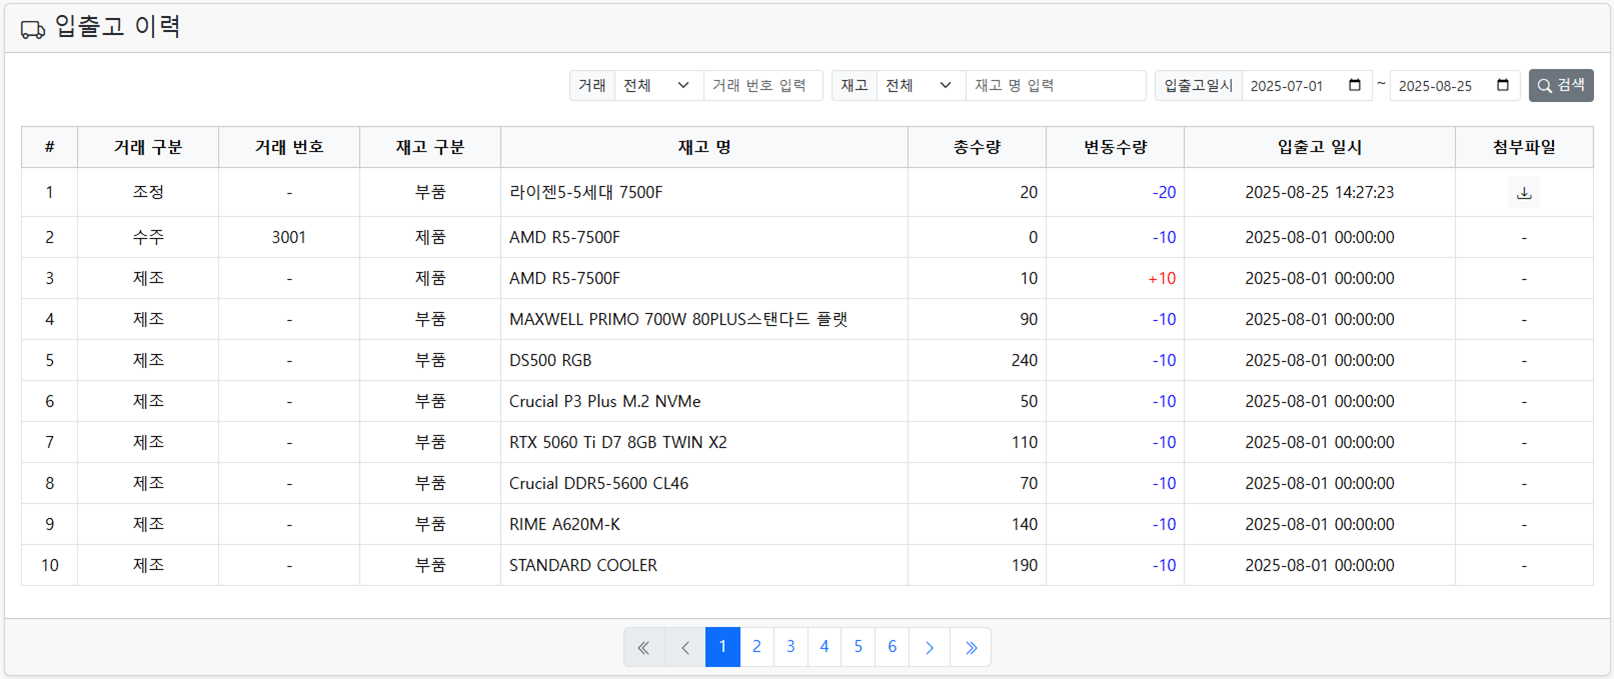 입출고 이력
거래 전체 거래 번호 입력 재고 전체 재고 명 입력 입출고일시 2025-07-01 ~ 2025-08-25 검색
# 거래 구분 거래 번호 재고 구분 재고 명 총수량 변동수량 입출고 일시 첨부파일
1 조정 - 부품 라이젠5-5세대 7500F 20 -20 2025-08-25 14:27:23
2 수주 3001 제품 AMD R5-7500F 0 -10 2025-08-01 00:00:00 -
3 제조 - 제품 AMD R5-7500F 10 +10 2025-08-01 00:00:00 -
4 제조 - 부품 MAXWELL PRIMO 700W 80PLUS스탠다드 플랫 90 -10 2025-08-01 00:00:00 -
5 제조 - 부품 DS500 RGB 240 -10 2025-08-01 00:00:00 -
6 제조 - 부품 Crucial P3 Plus M.2 NVMe 50 -10 2025-08-01 00:00:00 -
7 제조 - 부품 RTX 5060 Ti D7 8GB TWIN X2 110 -10 2025-08-01 00:00:00 -
8 제조 - 부품 Crucial DDR5-5600 CL46 70 -10 2025-08-01 00:00:00 -
9 제조 - 부품 RIME A620M-K 140 -10 2025-08-01 00:00:00 -
10 제조 - 부품 STANDARD COOLER 190 -10 2025-08-01 00:00:00 -
« ‹ 1 2 3 4 5 6 › »